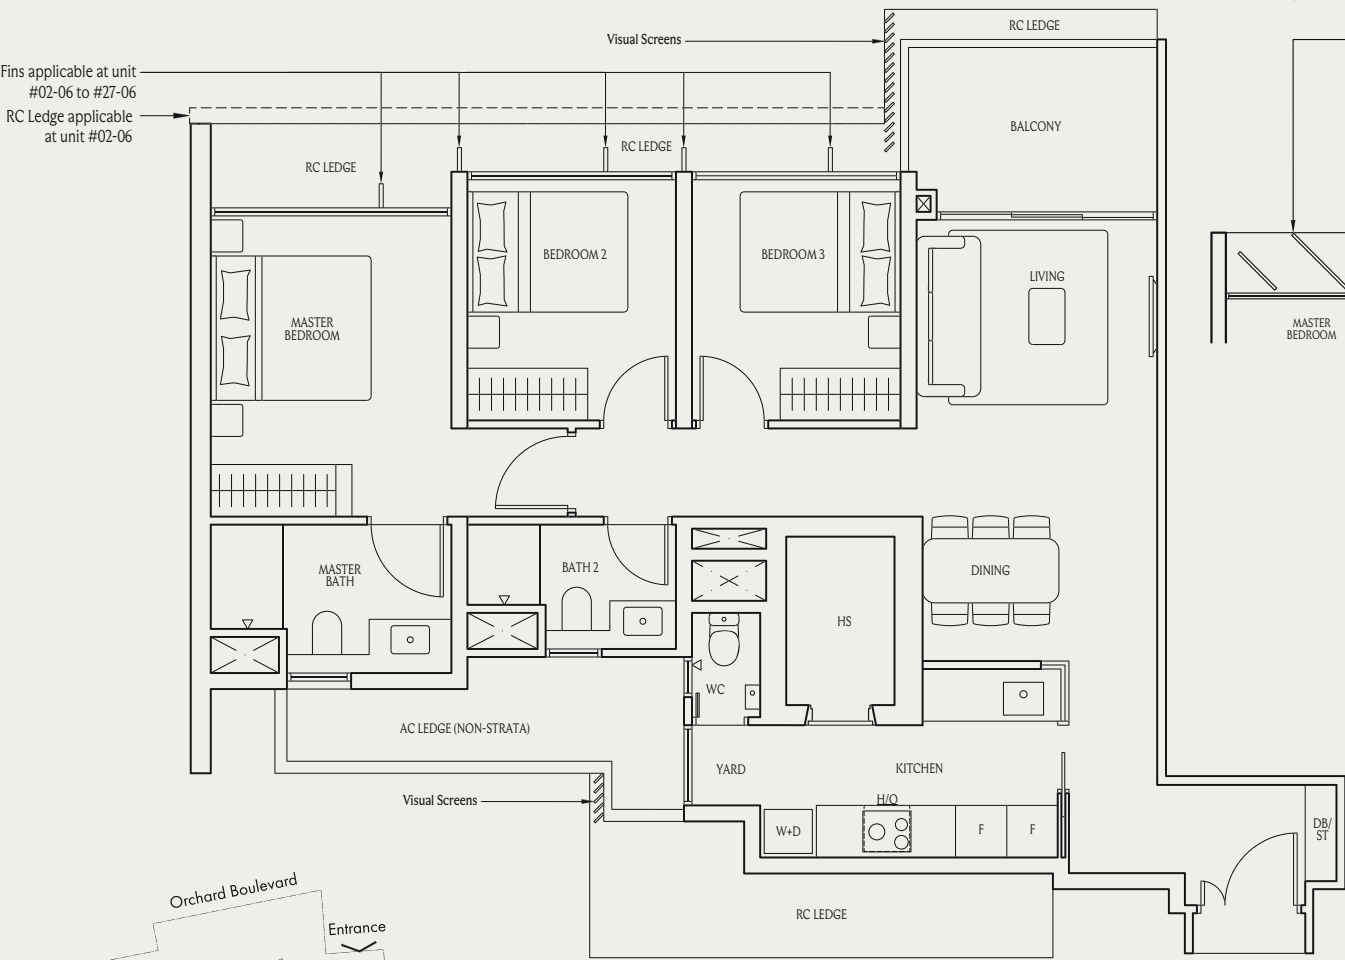 RC LEDGE
Visual Screens
Fins applicable at unit
#02-06 to #27-06
RC Ledge applicable
at unit #02-06
BALCONY
RC LEDGE
RC LEDGE
BEDROOM 2
BEDROOM 3
LIVING
MASTER
BEDROOM
MASTER
BEDROOM
MASTER
BATH
BATH 2
DINING
HS
WC
AC LEDGE (NON-STRATA)
YARD
KITCHEN
Visual Screens
H/O
W+D
F
F
DB/
ST
RC LEDGE
Orchard Boulevard
Entrance